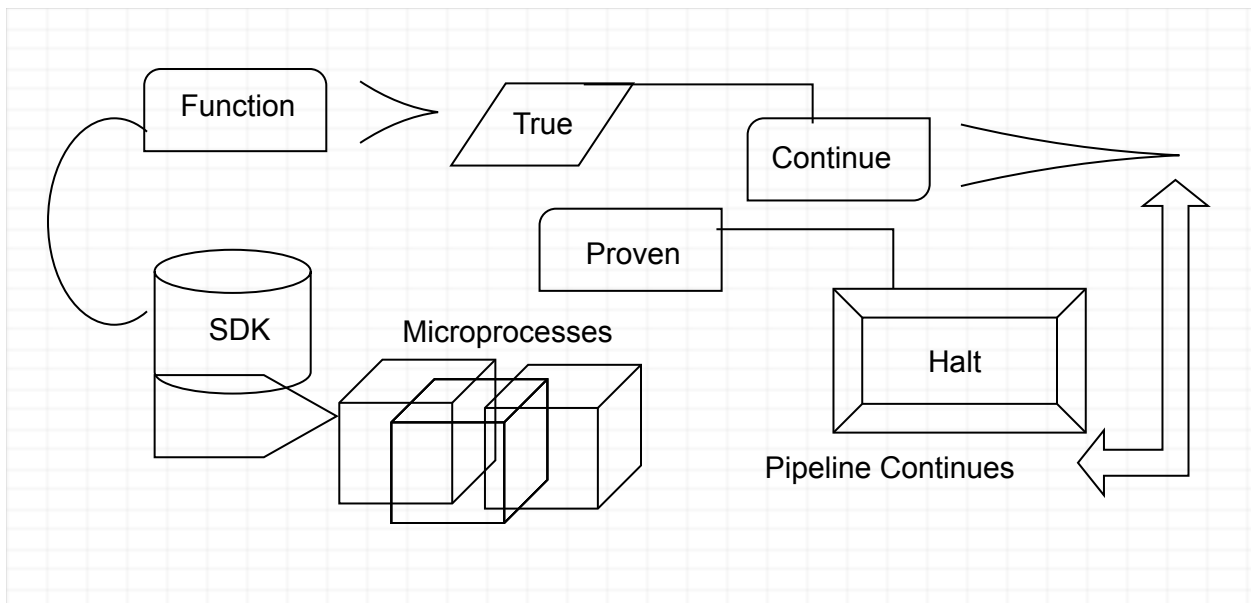 Function
True
Continue
Proven
SDK
Microprocesses
Halt
Pipeline Continues